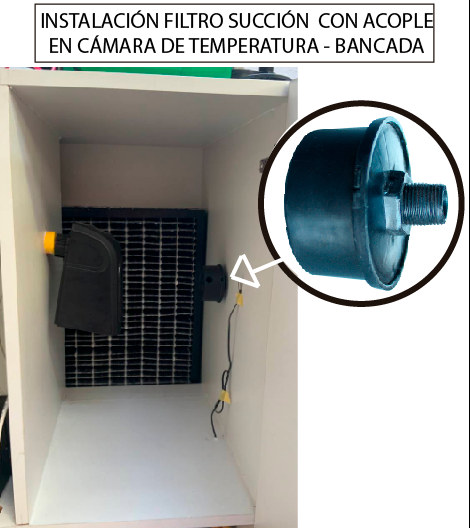 INSTALACIÓN FILTRO SUCCIÓN CON ACOPLE
EN CÁMARA DE TEMPERATURA - BANCADA